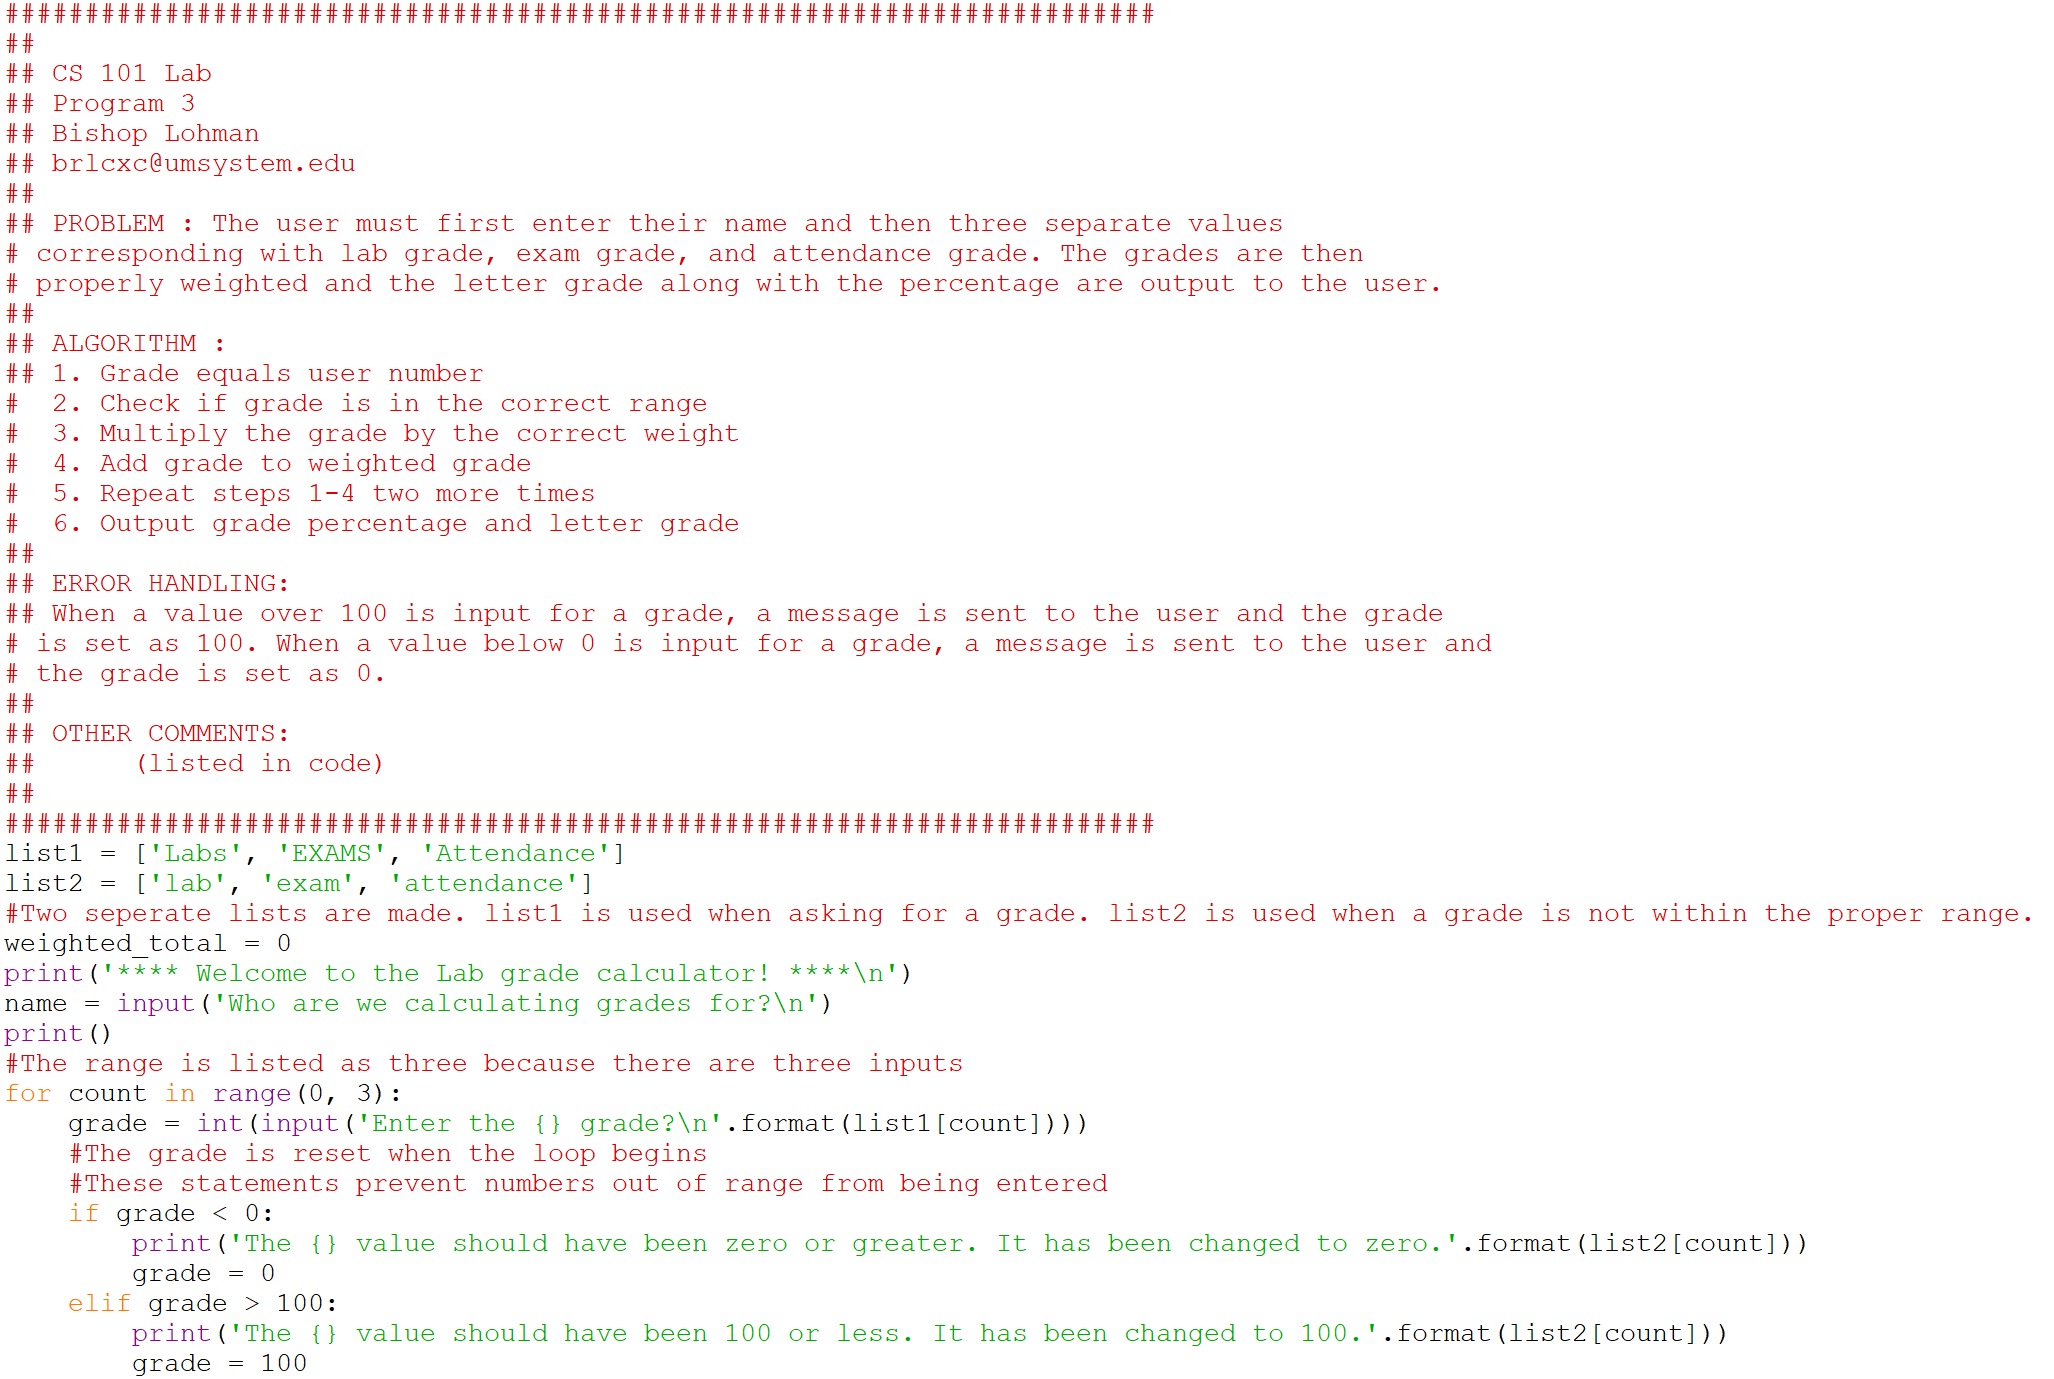 ########################################################################
##
## CS 101 Lab
## Program 3
## Bishop Lohman
## brlcxc@umsystem.edu
##
## PROBLEM : The user must first enter their name and then three separate values
# corresponding with lab grade, exam grade, and attendance grade. The grades are then
# properly weighted and the letter grade along with the percentage are output to the user.
##
## ALGORITHM :
## 1. Grade equals user number
#  2. Check if grade is in the correct range
#  3. Multiply the grade by the correct weight
#  4. Add grade to weighted grade
#  5. Repeat steps 1-4 two more times
#  6. Output grade percentage and letter grade
##
## ERROR HANDLING:
## When a value over 100 is input for a grade, a message is sent to the user and the grade
# is set as 100. When a value below 0 is input for a grade, a message is sent to the user and
# the grade is set as 0.
##
## OTHER COMMENTS:
##      (listed in code)
##
########################################################################
list1 = ['Labs', 'EXAMS', 'Attendance']
list2 = ['lab', 'exam', 'attendance']
#Two seperate lists are made. list1 is used when asking for a grade. list2 is used when a grade is not within the proper range.
weighted_total = 0
print('**** Welcome to the Lab grade calculator! ****\n')
name = input('Who are we calculating grades for?\n')
print()
#The range is listed as three because there are three inputs
for count in range(0, 3):
    grade = int(input('Enter the {} grade?\n'.format(list1[count])))
    #The grade is reset when the loop begins
    #These statements prevent numbers out of range from being entered
    if grade < 0:
        print('The {} value should have been zero or greater. It has been changed to zero.'.format(list2[count]))
        grade = 0
    elif grade > 100:
        print('The {} value should have been 100 or less. It has been changed to 100.'.format(list2[count]))
        grade = 100